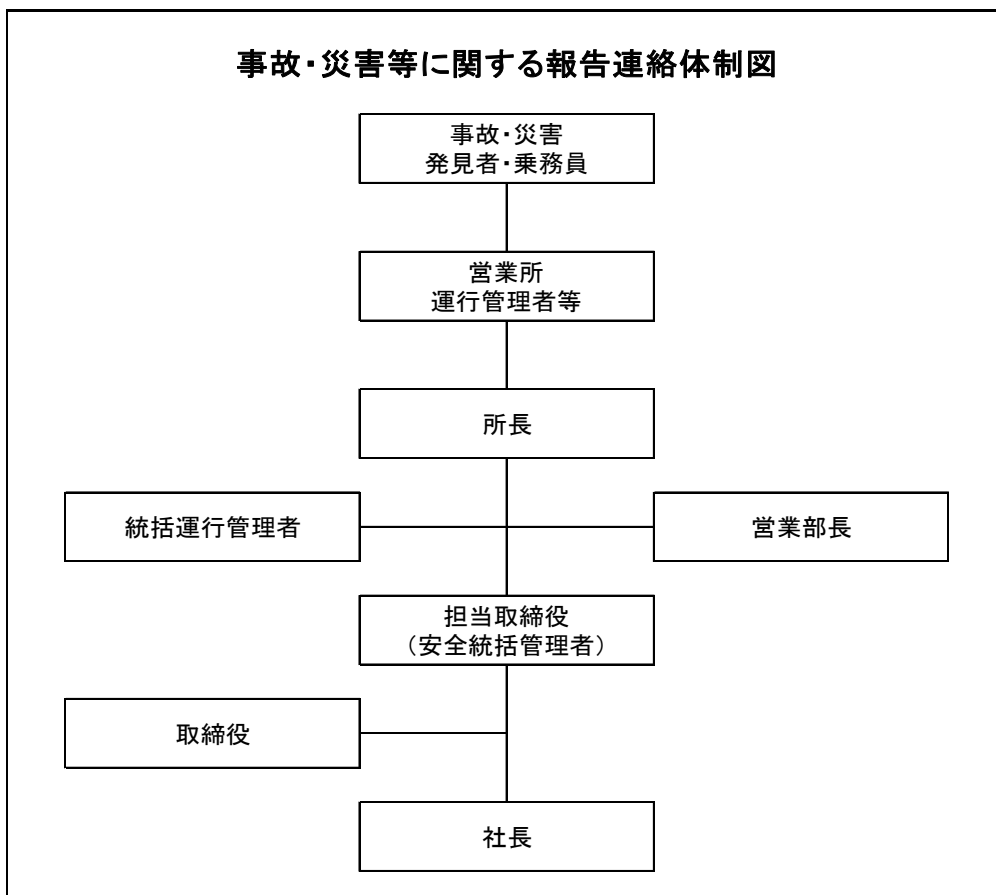 事故・災害等に関する報告連絡体制図
事故・災害
発見者・乗務員
営業所
運行管理者等
所長
統括運行管理者
営業部長
担当取締役
（安全統括管理者）
取締役
社長